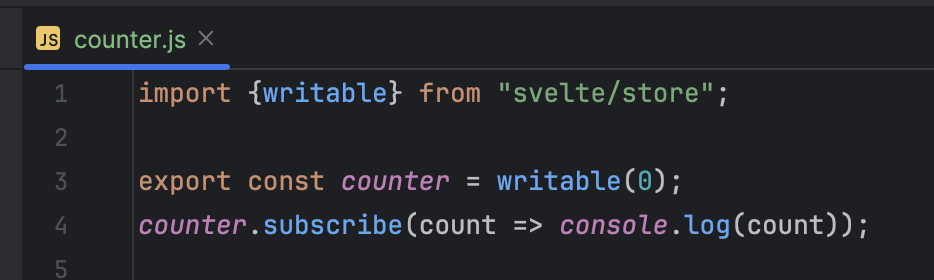 JS counter.js ×
1 import {writable} from "svelte/store";
2
3 export const counter = writable(0);
4 counter.subscribe(count => console.log(count));
5